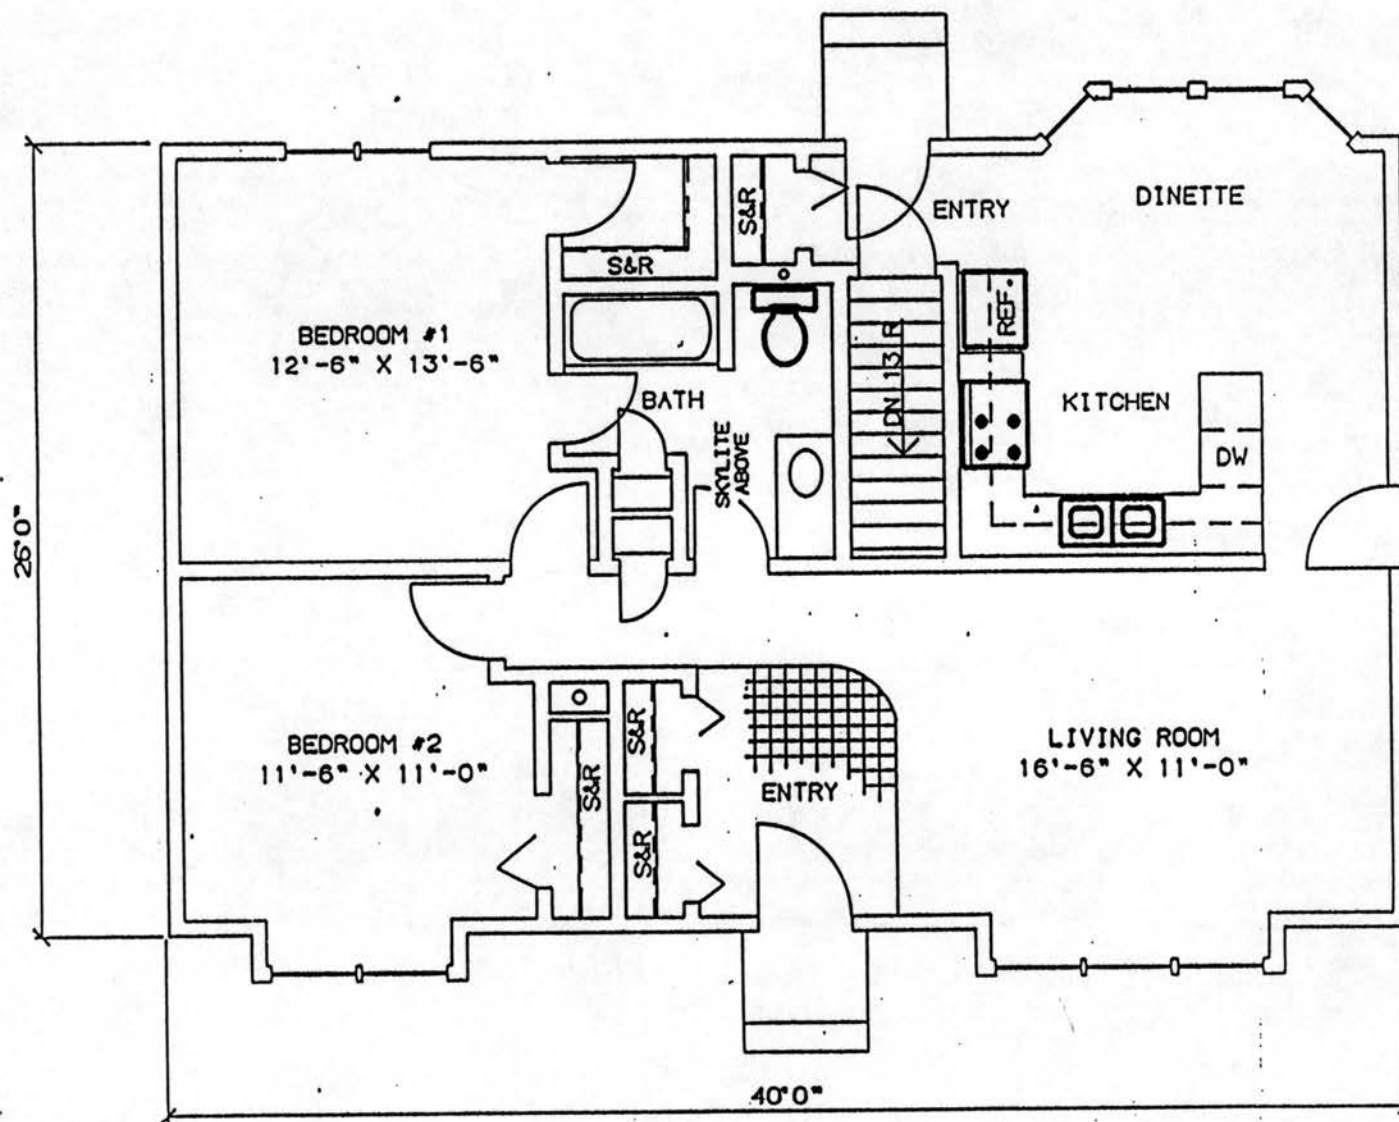 DINETTE
ENTRY
S&R
S&R
REF.
BEDROOM #1
12'-6" X 13'-6"
DN 13 R
BATH
KITCHEN
SKYLITE
ABOVE
DW
26'0"
BEDROOM #2
11'-6" X 11'-0"
S&R
S&R
S&R
ENTRY
LIVING ROOM
16'-6" X 11'-0"
40'0"